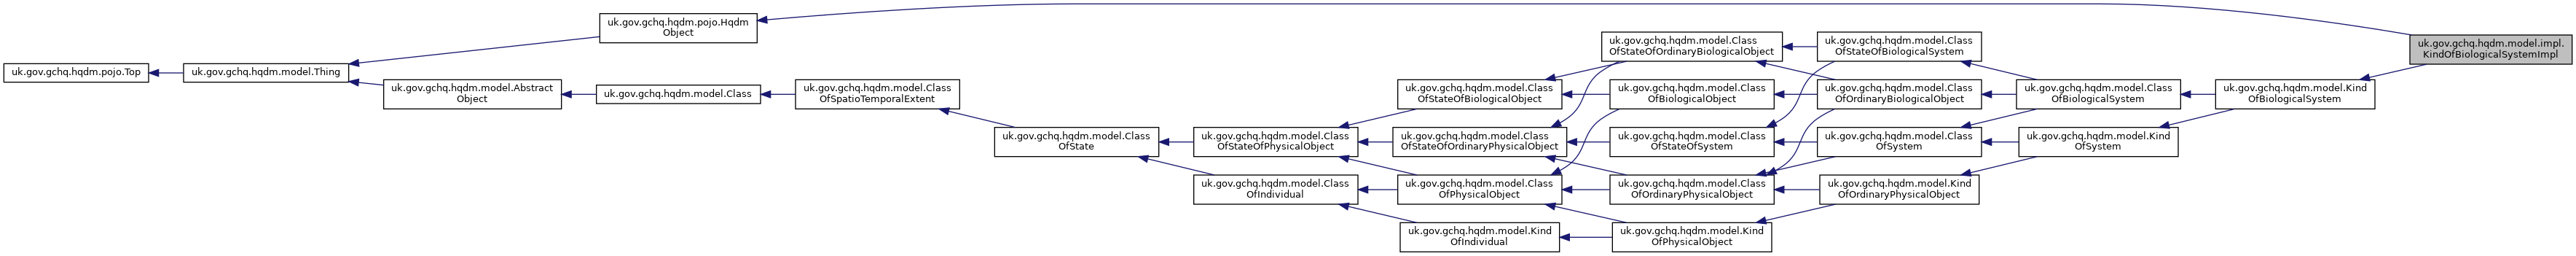 uk.gov.gchq.hqdm.pojo.Top
uk.gov.gchq.hqdm.model.Thing
uk.gov.gchq.hqdm.pojo.Hqdm
Object
uk.gov.gchq.hqdm.model.Abstract
Object
uk.gov.gchq.hqdm.model.Class
uk.gov.gchq.hqdm.model.Class
OfSpatioTemporalExtent
uk.gov.gchq.hqdm.model.Class
OfState
uk.gov.gchq.hqdm.model.Class
OfStateOfPhysicalObject
uk.gov.gchq.hqdm.model.Class
OfIndividual
uk.gov.gchq.hqdm.model.Class
OfStateOfBiologicalObject
uk.gov.gchq.hqdm.model.Class
OfStateOfOrdinaryPhysicalObject
uk.gov.gchq.hqdm.model.Class
OfPhysicalObject
uk.gov.gchq.hqdm.model.Kind
OfIndividual
uk.gov.gchq.hqdm.model.Class
OfStateOfOrdinaryBiologicalObject
uk.gov.gchq.hqdm.model.Class
OfBiologicalObject
uk.gov.gchq.hqdm.model.Class
OfStateOfSystem
uk.gov.gchq.hqdm.model.Class
OfOrdinaryPhysicalObject
uk.gov.gchq.hqdm.model.Kind
OfPhysicalObject
uk.gov.gchq.hqdm.model.Class
OfStateOfBiologicalSystem
uk.gov.gchq.hqdm.model.Class
OfOrdinaryBiologicalObject
uk.gov.gchq.hqdm.model.Class
OfSystem
uk.gov.gchq.hqdm.model.Kind
OfOrdinaryPhysicalObject
uk.gov.gchq.hqdm.model.Class
OfBiologicalSystem
uk.gov.gchq.hqdm.model.Kind
OfSystem
uk.gov.gchq.hqdm.model.Kind
OfBiologicalSystem
uk.gov.gchq.hqdm.model.impl.
KindOfBiologicalSystemImpl